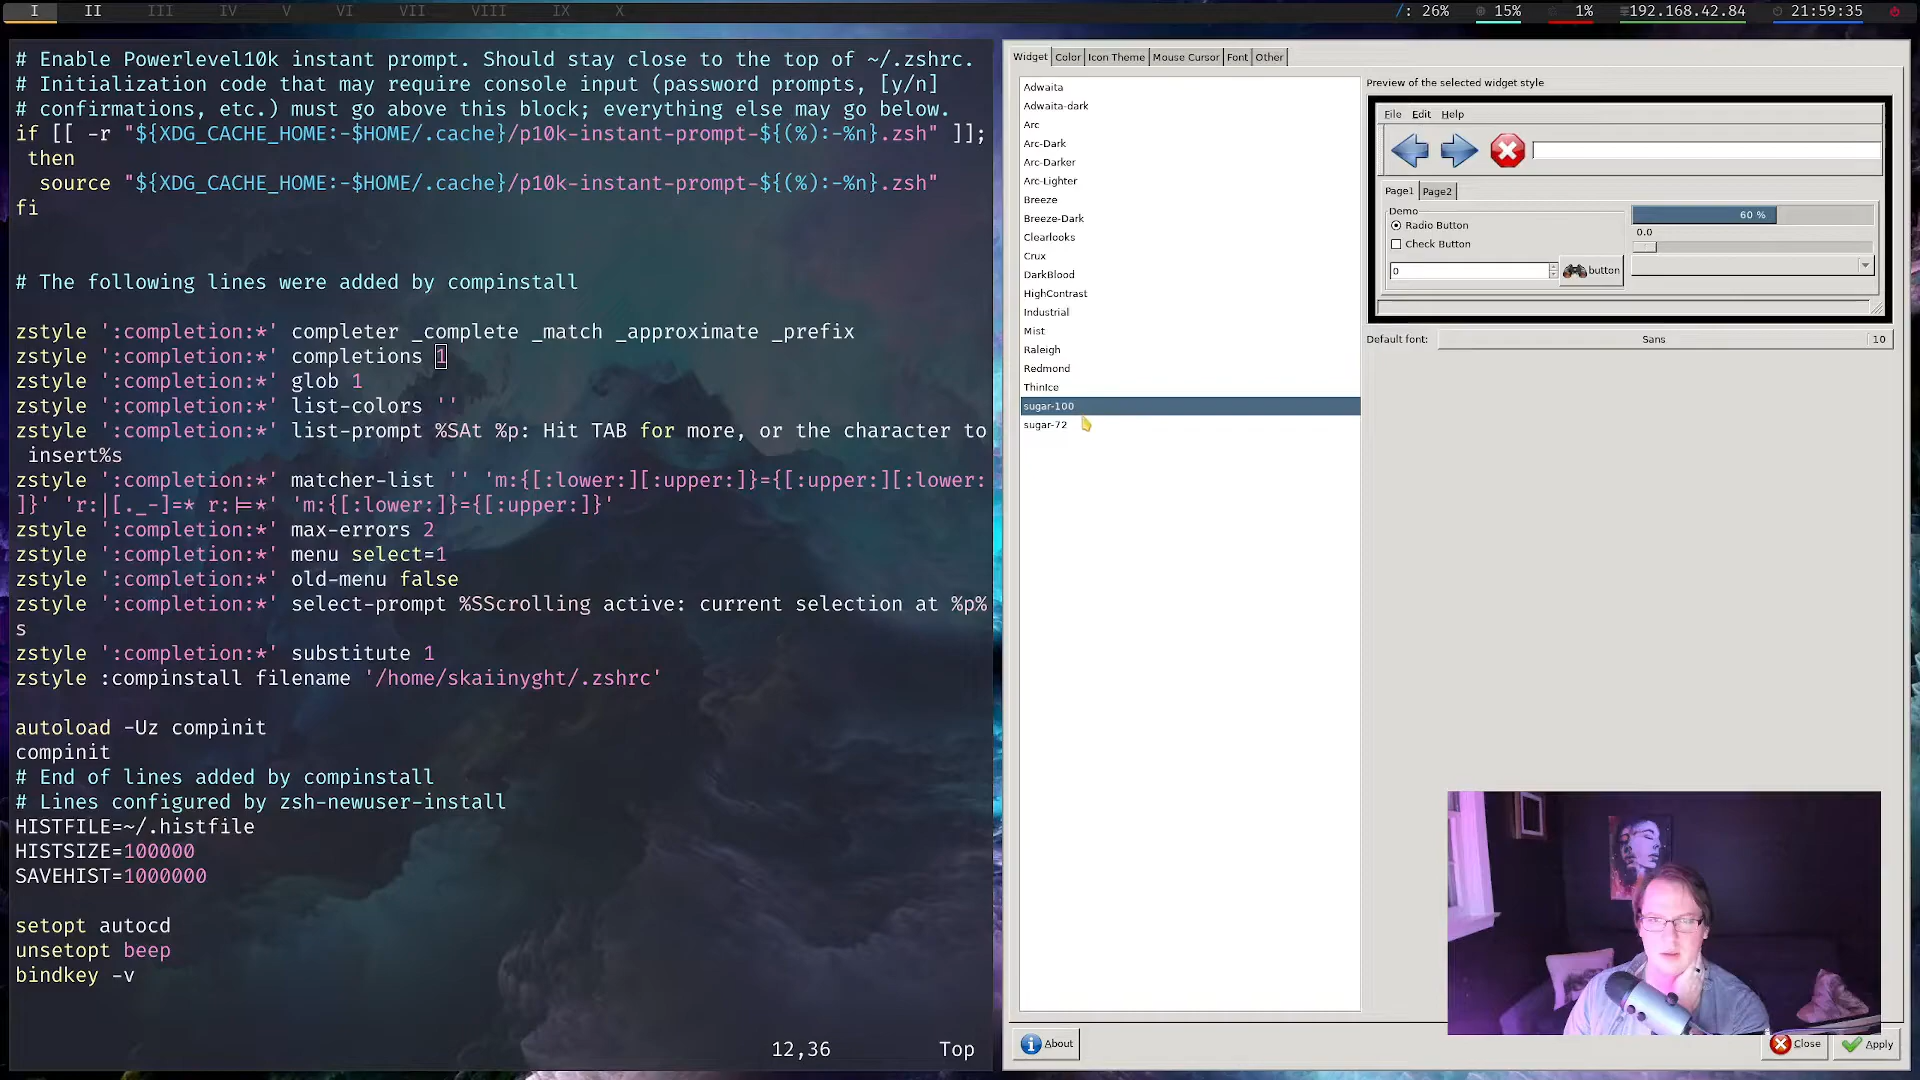 I II III IV V VI VII VIII IX X
/: 26% 15% 1% 192.168.42.84 21:59:35
# Enable Powerlevel10k instant prompt. Should stay close to the top of ~/.zshrc.
# Initialization code that may require console input (password prompts, [y/n]
# confirmations, etc.) must go above this block; everything else may go below.
if [[ -r "${XDG_CACHE_HOME:-$HOME/.cache}/p10k-instant-prompt-${(%):-%n}.zsh" ]];
then
source "${XDG_CACHE_HOME:-$HOME/.cache}/p10k-instant-prompt-${(%):-%n}.zsh"
fi
# The following lines were added by compinstall
zstyle ':completion:*' completer _complete _match _approximate _prefix
zstyle ':completion:*' completions 1
zstyle ':completion:*' glob 1
zstyle ':completion:*' list-colors ''
zstyle ':completion:*' list-prompt %SAt %p: Hit TAB for more, or the character to
insert%s
zstyle ':completion:*' matcher-list '' 'm:{[:lower:][:upper:]}={[:upper:][:lower:
]}' 'r:|[._-]=* r:|=*' 'm:{[:lower:]}={[:upper:]}'
zstyle ':completion:*' max-errors 2
zstyle ':completion:*' menu select=1
zstyle ':completion:*' old-menu false
zstyle ':completion:*' select-prompt %SScrolling active: current selection at %p%
s
zstyle ':completion:*' substitute 1
zstyle :compinstall filename '/home/skaiinyght/.zshrc'
autoload -Uz compinit
compinit
# End of lines added by compinstall
# Lines configured by zsh-newuser-install
HISTFILE=~/.histfile
HISTSIZE=100000
SAVEHIST=1000000
setopt autocd
unsetopt beep
bindkey -v
12,36 Top
Widget Color Icon Theme Mouse Cursor Font Other
Adwaita
Adwaita-dark
Arc
Arc-Dark
Arc-Darker
Arc-Lighter
Breeze
Breeze-Dark
Clearlooks
Crux
DarkBlood
HighContrast
Industrial
Mist
Raleigh
Redmond
ThinIce
sugar-100
sugar-72
Preview of the selected widget style
File Edit Help
Page1 Page2
Demo
Radio Button
Check Button
0
button
60 %
0.0
Default font: Sans 10
About
Close
Apply